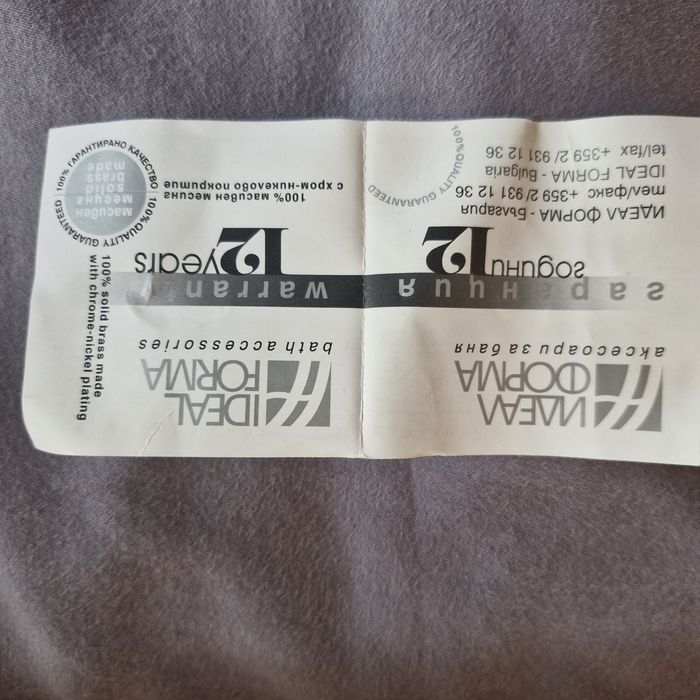 ИДЕАЛ
ФОРМА
аксесоари за баня
гаранция
12 години
ИДЕАЛ ФОРМА - България
тел/факс +359 2/ 931 12 36
IDEAL FORMA - Bulgaria
tel/fax +359 2/ 931 12 36
100% QUALITY GUARANTEED
IDEAL
FORMA
bath accessories
warranty
12 years
100% масивен месинг
с хром-никелово покритие
100% solid brass made
with chrome-nickel plating
100% ГАРАНТИРАНО КАЧЕСТВО
100% QUALITY GUARANTEED
масивен
месинг
solid
brass
made